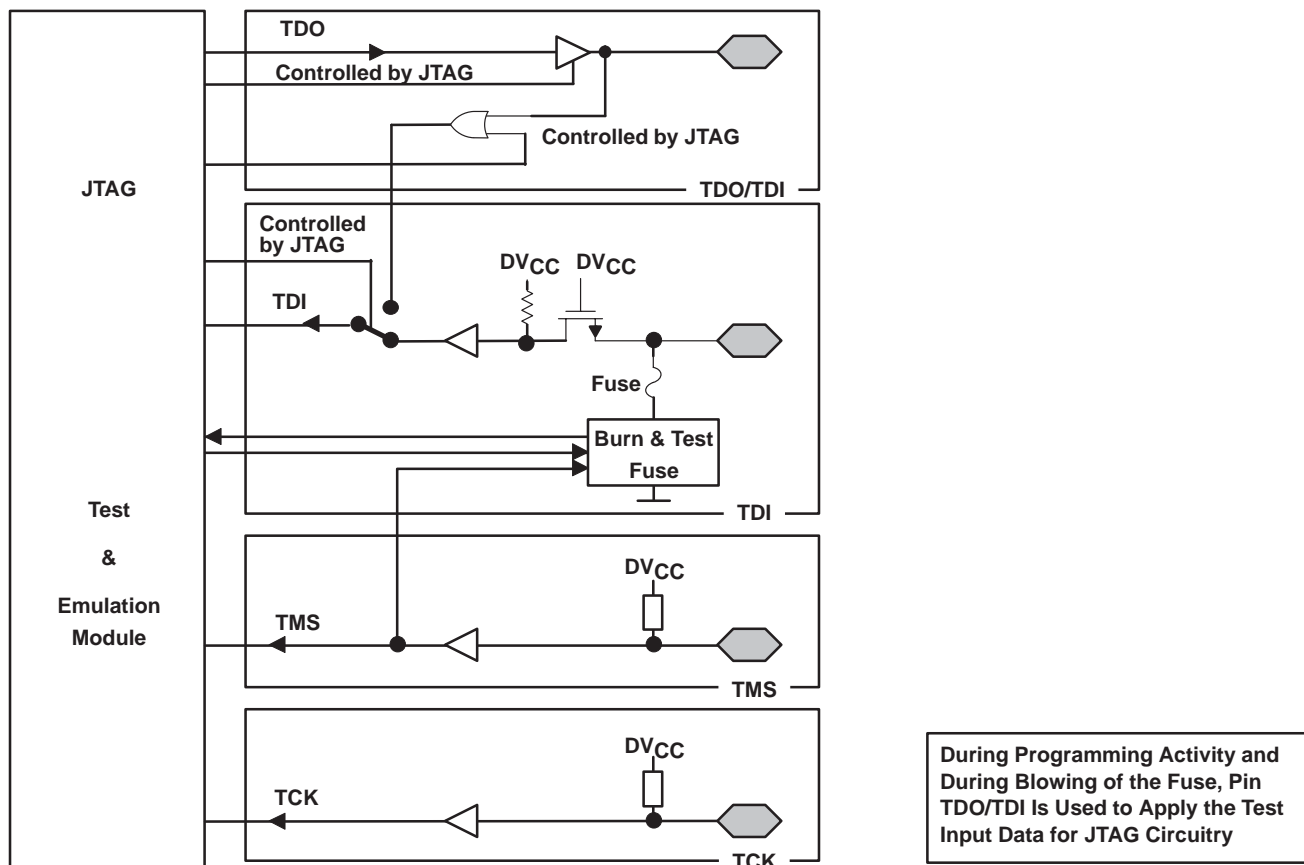 TDO
Controlled by JTAG
Controlled by JTAG
TDO/TDI
JTAG
Controlled
by JTAG
DVCC
DVCC
TDI
Fuse
Burn & Test
Fuse
TDI
Test
&
Emulation
Module
DVCC
TMS
TMS
DVCC
TCK
TCK
During Programming Activity and
During Blowing of the Fuse, Pin
TDO/TDI Is Used to Apply the Test
Input Data for JTAG Circuitry